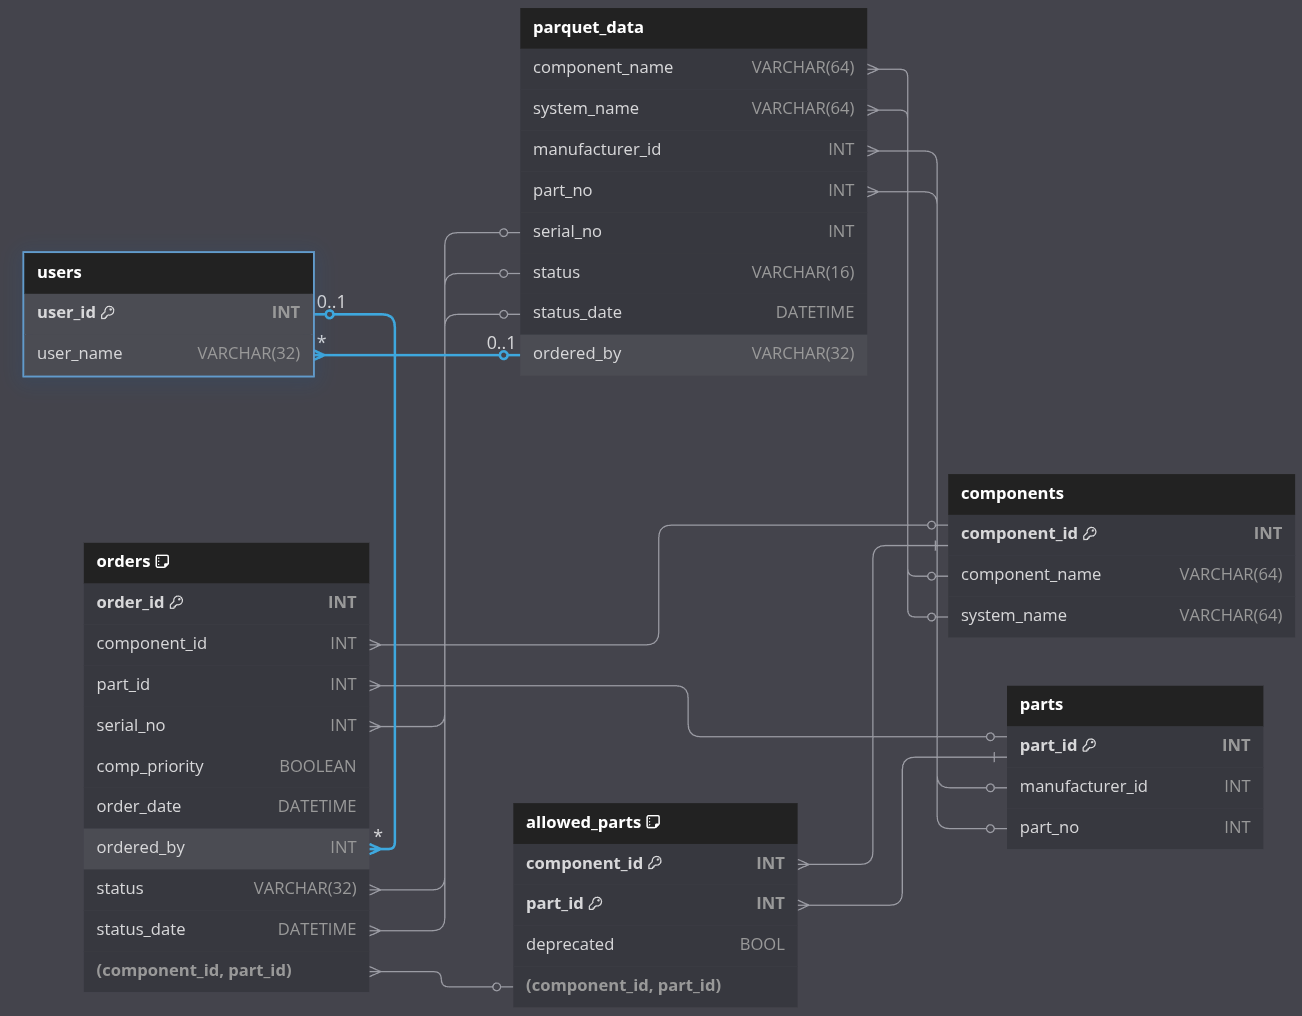 parquet_data
component_name VARCHAR(64)
system_name VARCHAR(64)
manufacturer_id INT
part_no INT
serial_no INT
status VARCHAR(16)
status_date DATETIME
ordered_by VARCHAR(32)
users
user_id INT
user_name VARCHAR(32)
0..1
*
0..1
components
component_id INT
component_name VARCHAR(64)
system_name VARCHAR(64)
orders
order_id INT
component_id INT
part_id INT
serial_no INT
comp_priority BOOLEAN
order_date DATETIME
ordered_by INT
*
status VARCHAR(32)
status_date DATETIME
(component_id, part_id)
parts
part_id INT
manufacturer_id INT
part_no INT
allowed_parts
component_id INT
part_id INT
deprecated BOOL
(component_id, part_id)